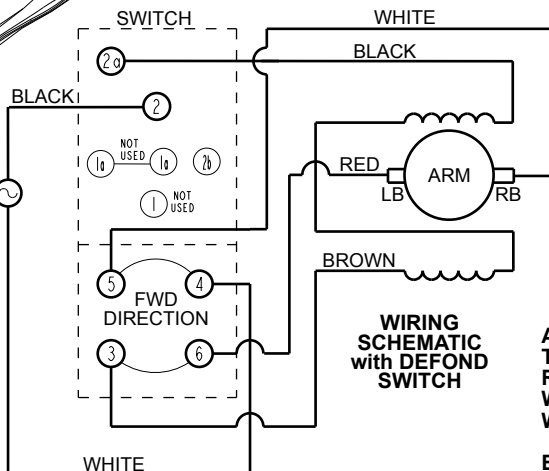 SWITCH
WHITE
2a
BLACK
BLACK
2
NOT
USED
1a
1a
2b
RED
ARM
1
NOT
USED
LB
RB
5
4
BROWN
FWD
DIRECTION
3
6
WIRING
SCHEMATIC
with DEFOND
SWITCH
WHITE